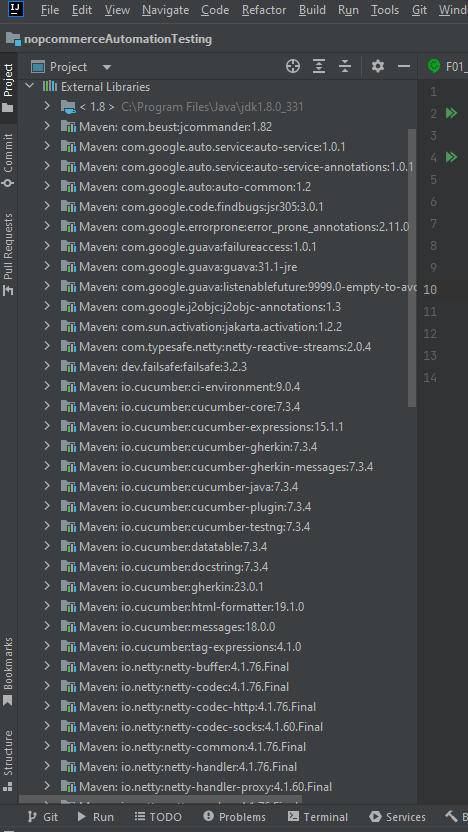 IJ File Edit View Navigate Code Refactor Build Run Tools Git
nopcommerceAutomationTesting
Project
F01_
External Libraries
< 1.8 > C:\Program Files\Java\jdk1.8.0_331
Maven: com.beust:jcommander:1.82
Maven: com.google.auto.service:auto-service:1.0.1
Maven: com.google.auto.service:auto-service-annotations:1.0.1
Maven: com.google.auto:auto-common:1.2
Maven: com.google.code.findbugs:jsr305:3.0.1
Maven: com.google.errorprone:error_prone_annotations:2.11.0
Maven: com.google.guava:failureaccess:1.0.1
Maven: com.google.guava:guava:31.1-jre
Maven: com.google.guava:listenablefuture:9999.0-empty-to-avo
Maven: com.google.j2objc:j2objc-annotations:1.3
Maven: com.sun.activation:jakarta.activation:1.2.2
Maven: com.typesafe.netty:netty-reactive-streams:2.0.4
Maven: dev.failsafe:failsafe:3.2.3
Maven: io.cucumber:ci-environment:9.0.4
Maven: io.cucumber:cucumber-core:7.3.4
Maven: io.cucumber:cucumber-expressions:15.1.1
Maven: io.cucumber:cucumber-gherkin:7.3.4
Maven: io.cucumber:cucumber-gherkin-messages:7.3.4
Maven: io.cucumber:cucumber-java:7.3.4
Maven: io.cucumber:cucumber-plugin:7.3.4
Maven: io.cucumber:cucumber-testng:7.3.4
Maven: io.cucumber:datatable:7.3.4
Maven: io.cucumber:docstring:7.3.4
Maven: io.cucumber:gherkin:23.0.1
Maven: io.cucumber:html-formatter:19.1.0
Maven: io.cucumber:messages:18.0.0
Maven: io.cucumber:tag-expressions:4.1.0
Maven: io.netty:netty-buffer:4.1.76.Final
Maven: io.netty:netty-codec:4.1.76.Final
Maven: io.netty:netty-codec-http:4.1.76.Final
Maven: io.netty:netty-codec-socks:4.1.60.Final
Maven: io.netty:netty-common:4.1.76.Final
Maven: io.netty:netty-handler:4.1.76.Final
Maven: io.netty:netty-handler-proxy:4.1.60.Final
1
2
4
5
6
7
8
9
10
11
12
13
14
Project
Commit
Pull Requests
Bookmarks
Structure
Git Run TODO Problems Terminal Services B